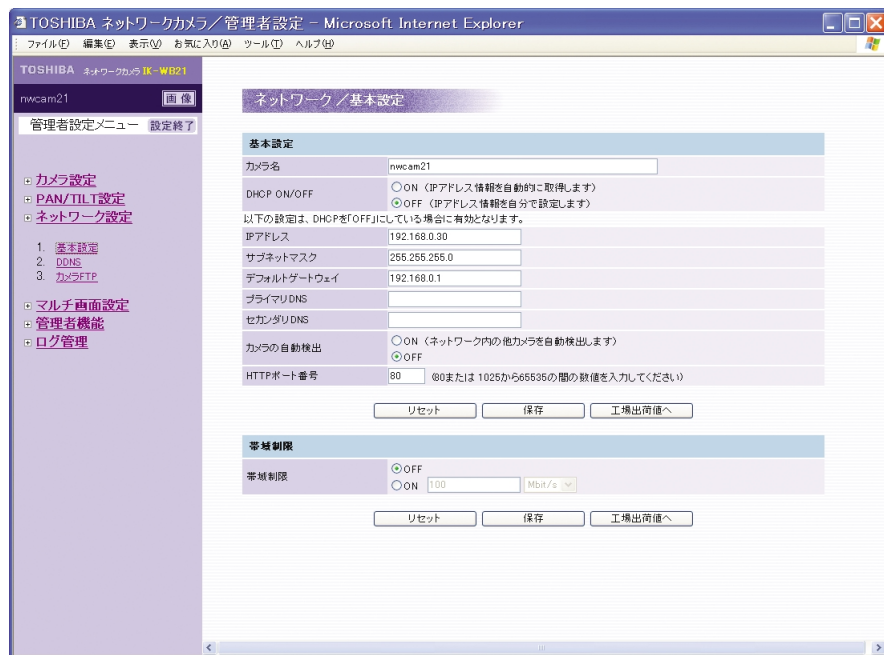 TOSHIBA ネットワークカメラ／管理者設定 - Microsoft Internet Explorer
ファイル(F) 編集(E) 表示(V) お気に入り(A) ツール(T) ヘルプ(H)
TOSHIBA ネットワークカメラ IK-WB21
nwcam21 画像
管理者設定メニュー 設定終了
カメラ設定
PAN/TILT設定
ネットワーク設定
1. 基本設定
2. DDNS
3. カメラFTP
マルチ画面設定
管理者機能
ログ管理
ネットワーク／基本設定
基本設定
カメラ名 nwcam21
DHCP ON/OFF ON (IPアドレス情報を自動的に取得します)
OFF (IPアドレス情報を自分で設定します)
以下の設定は、DHCPを「OFF」にしている場合に有効となります。
IPアドレス 192.168.0.30
サブネットマスク 255.255.255.0
デフォルトゲートウェイ 192.168.0.1
プライマリDNS
セカンダリDNS
カメラの自動検出 ON (ネットワーク内の他カメラを自動検出します)
OFF
HTTPポート番号 80 (80または 1025から65535の間の数値を入力してください)
リセット 保存 工場出荷値へ
帯域制限
帯域制限 OFF
ON 100 Mbit/s
リセット 保存 工場出荷値へ